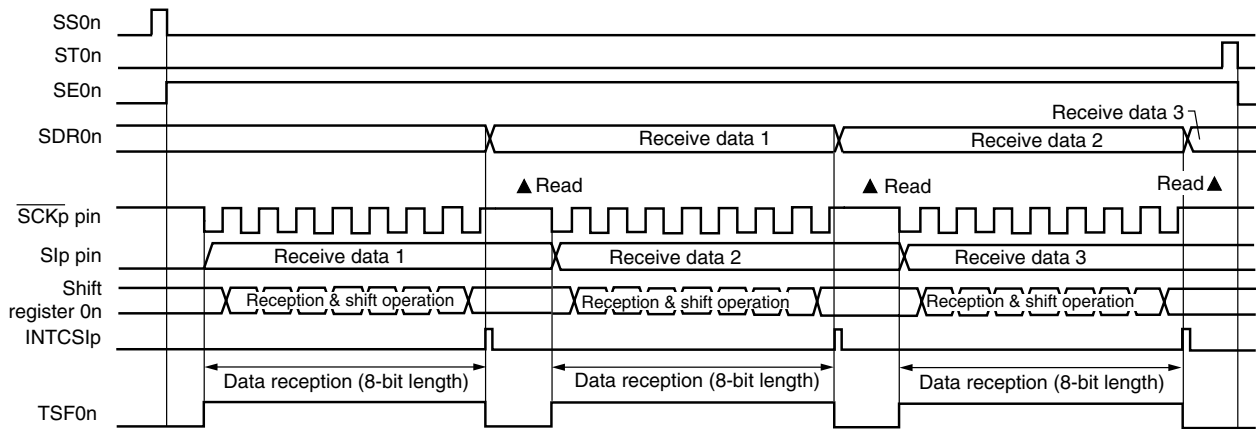 SS0n
ST0n
SE0n
Receive data 3
SDR0n
Receive data 1
Receive data 2
▲ Read
▲ Read
Read ▲
SCKp pin
SIp pin
Receive data 1
Receive data 2
Receive data 3
Shift
register 0n
Reception & shift operation
Reception & shift operation
Reception & shift operation
INTCSIp
Data reception (8-bit length)
Data reception (8-bit length)
Data reception (8-bit length)
TSF0n